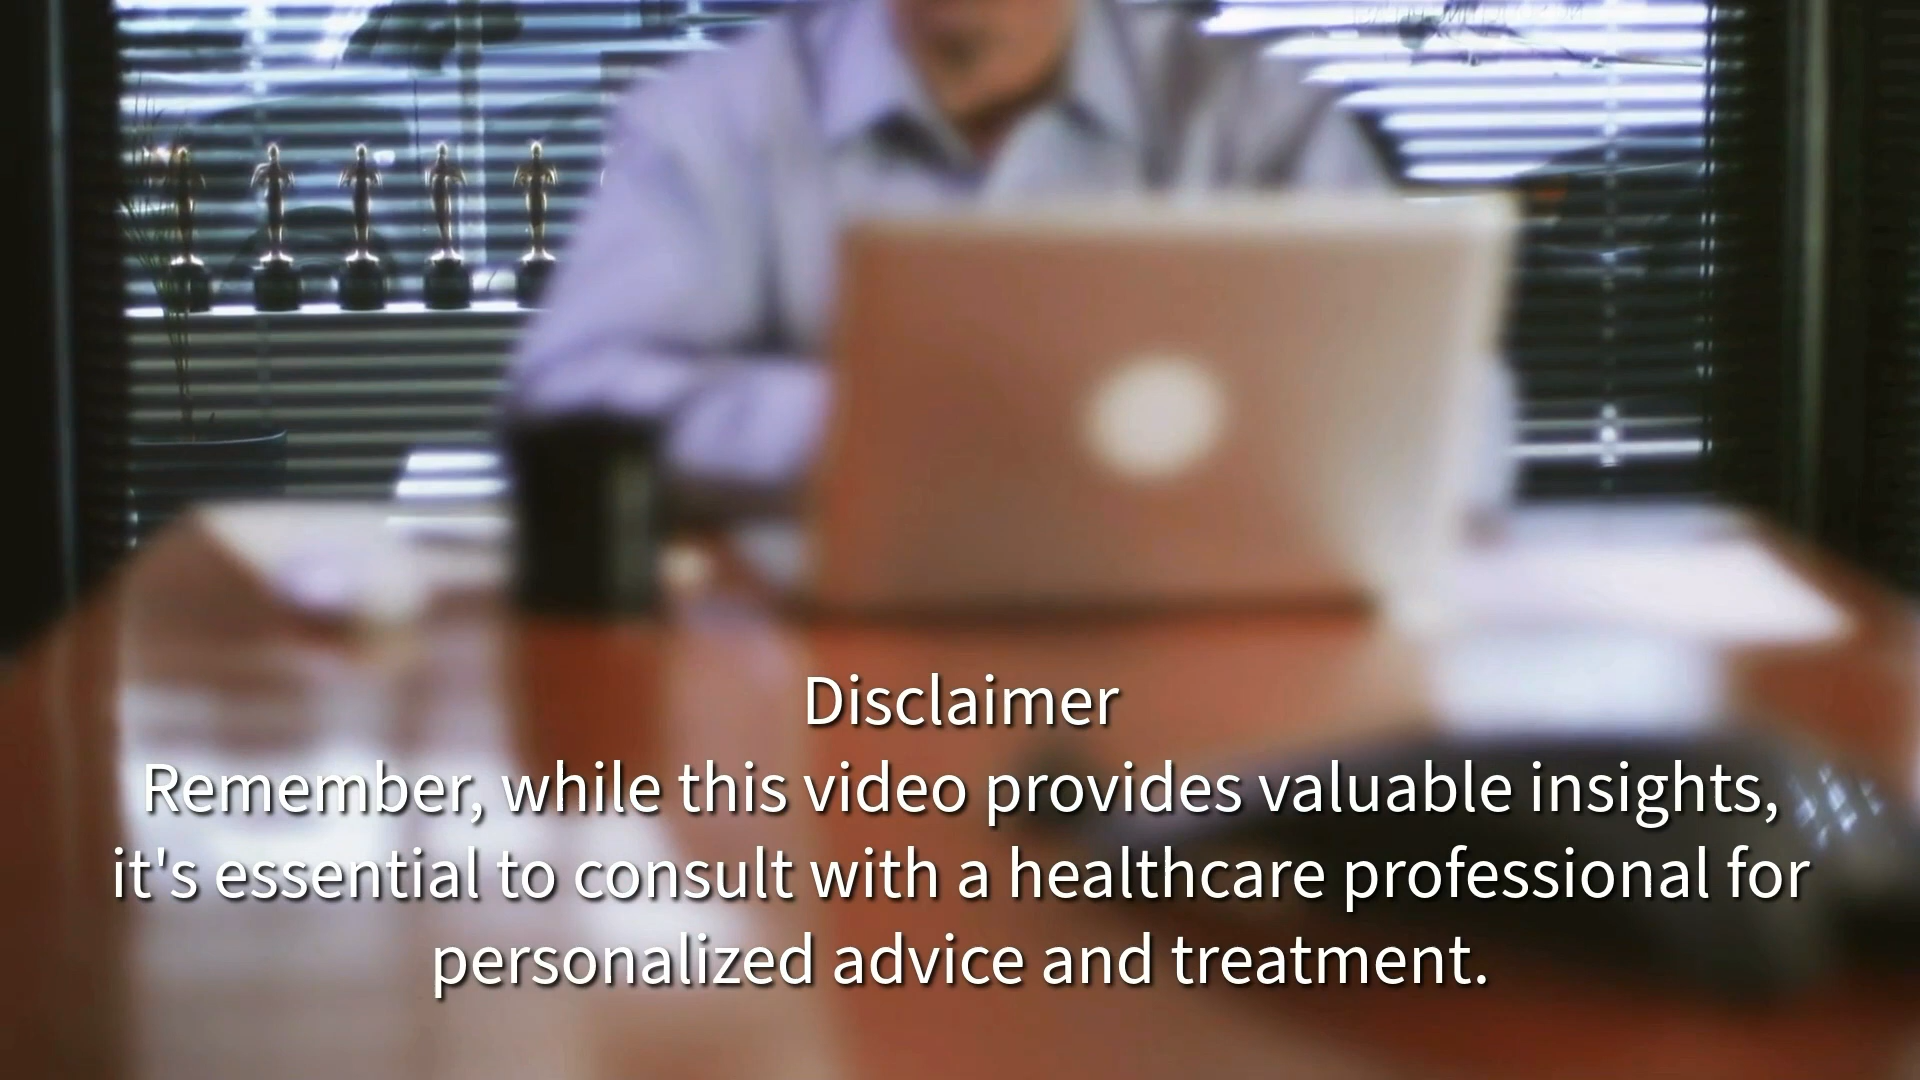 Disclaimer
Remember, while this video provides valuable insights,
it's essential to consult with a healthcare professional for
personalized advice and treatment.